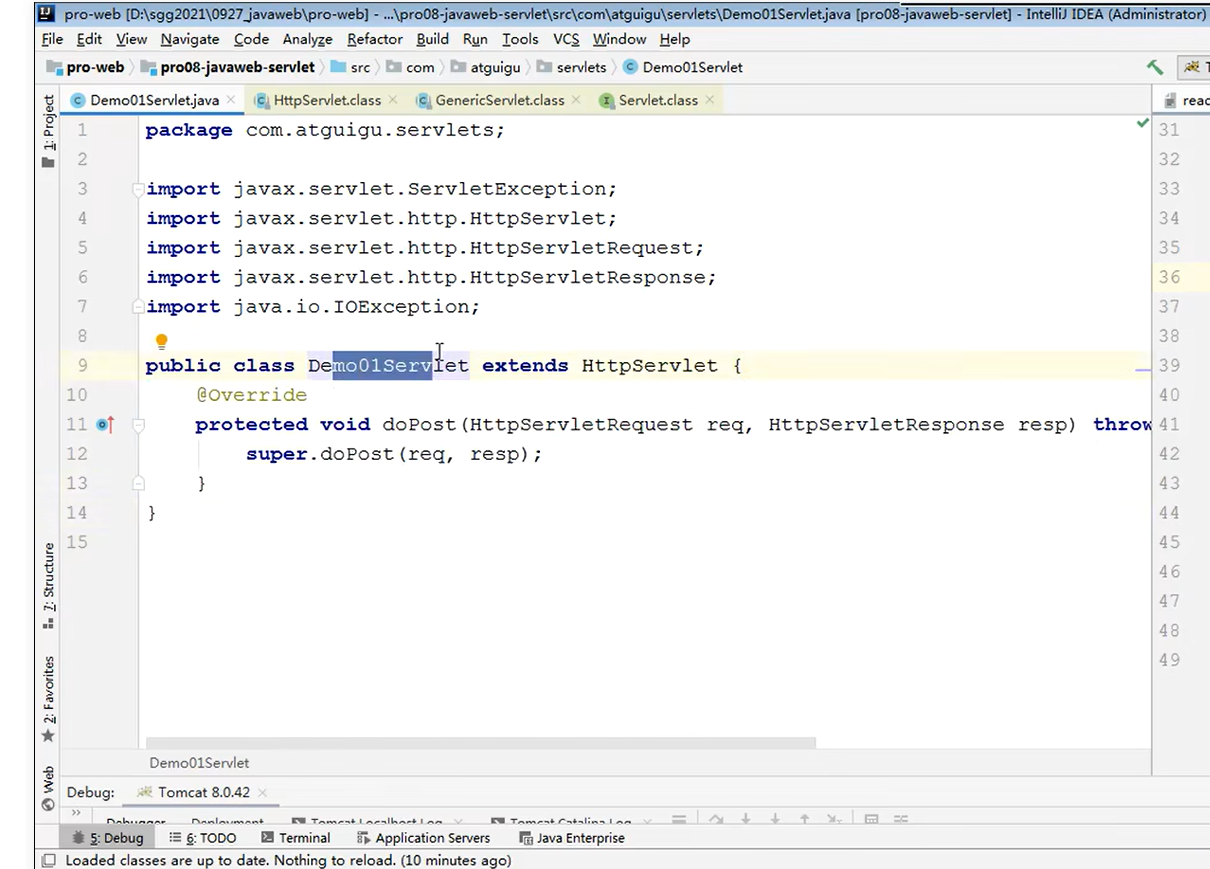 pro-web [D:\sgg2021\0927_javaweb\pro-web] - ...\pro08-javaweb-servlet\src\com\atguigu\servlets\Demo01Servlet.java [pro08-javaweb-servlet] - IntelliJ IDEA (Administrator)
File Edit View Navigate Code Analyze Refactor Build Run Tools VCS Window Help
pro-web pro08-javaweb-servlet src com atguigu servlets Demo01Servlet
Demo01Servlet.java HttpServlet.class GenericServlet.class Servlet.class
1: Project
1 package com.atguigu.servlets;
2
3 import javax.servlet.ServletException;
4 import javax.servlet.http.HttpServlet;
5 import javax.servlet.http.HttpServletRequest;
6 import javax.servlet.http.HttpServletResponse;
7 import java.io.IOException;
8
9 public class Demo01Servlet extends HttpServlet {
10 @Override
11 protected void doPost(HttpServletRequest req, HttpServletResponse resp) throw
12 super.doPost(req, resp);
13 }
14 }
15
31
32
33
34
35
36
37
38
39
40
41
42
43
44
45
46
47
48
49
7: Structure
2: Favorites
Web
Demo01Servlet
Debug: Tomcat 8.0.42
Debugger Deployment Tomcat Localhost Log Tomcat Catalina Log
5: Debug 6: TODO Terminal Application Servers Java Enterprise
Loaded classes are up to date. Nothing to reload. (10 minutes ago)